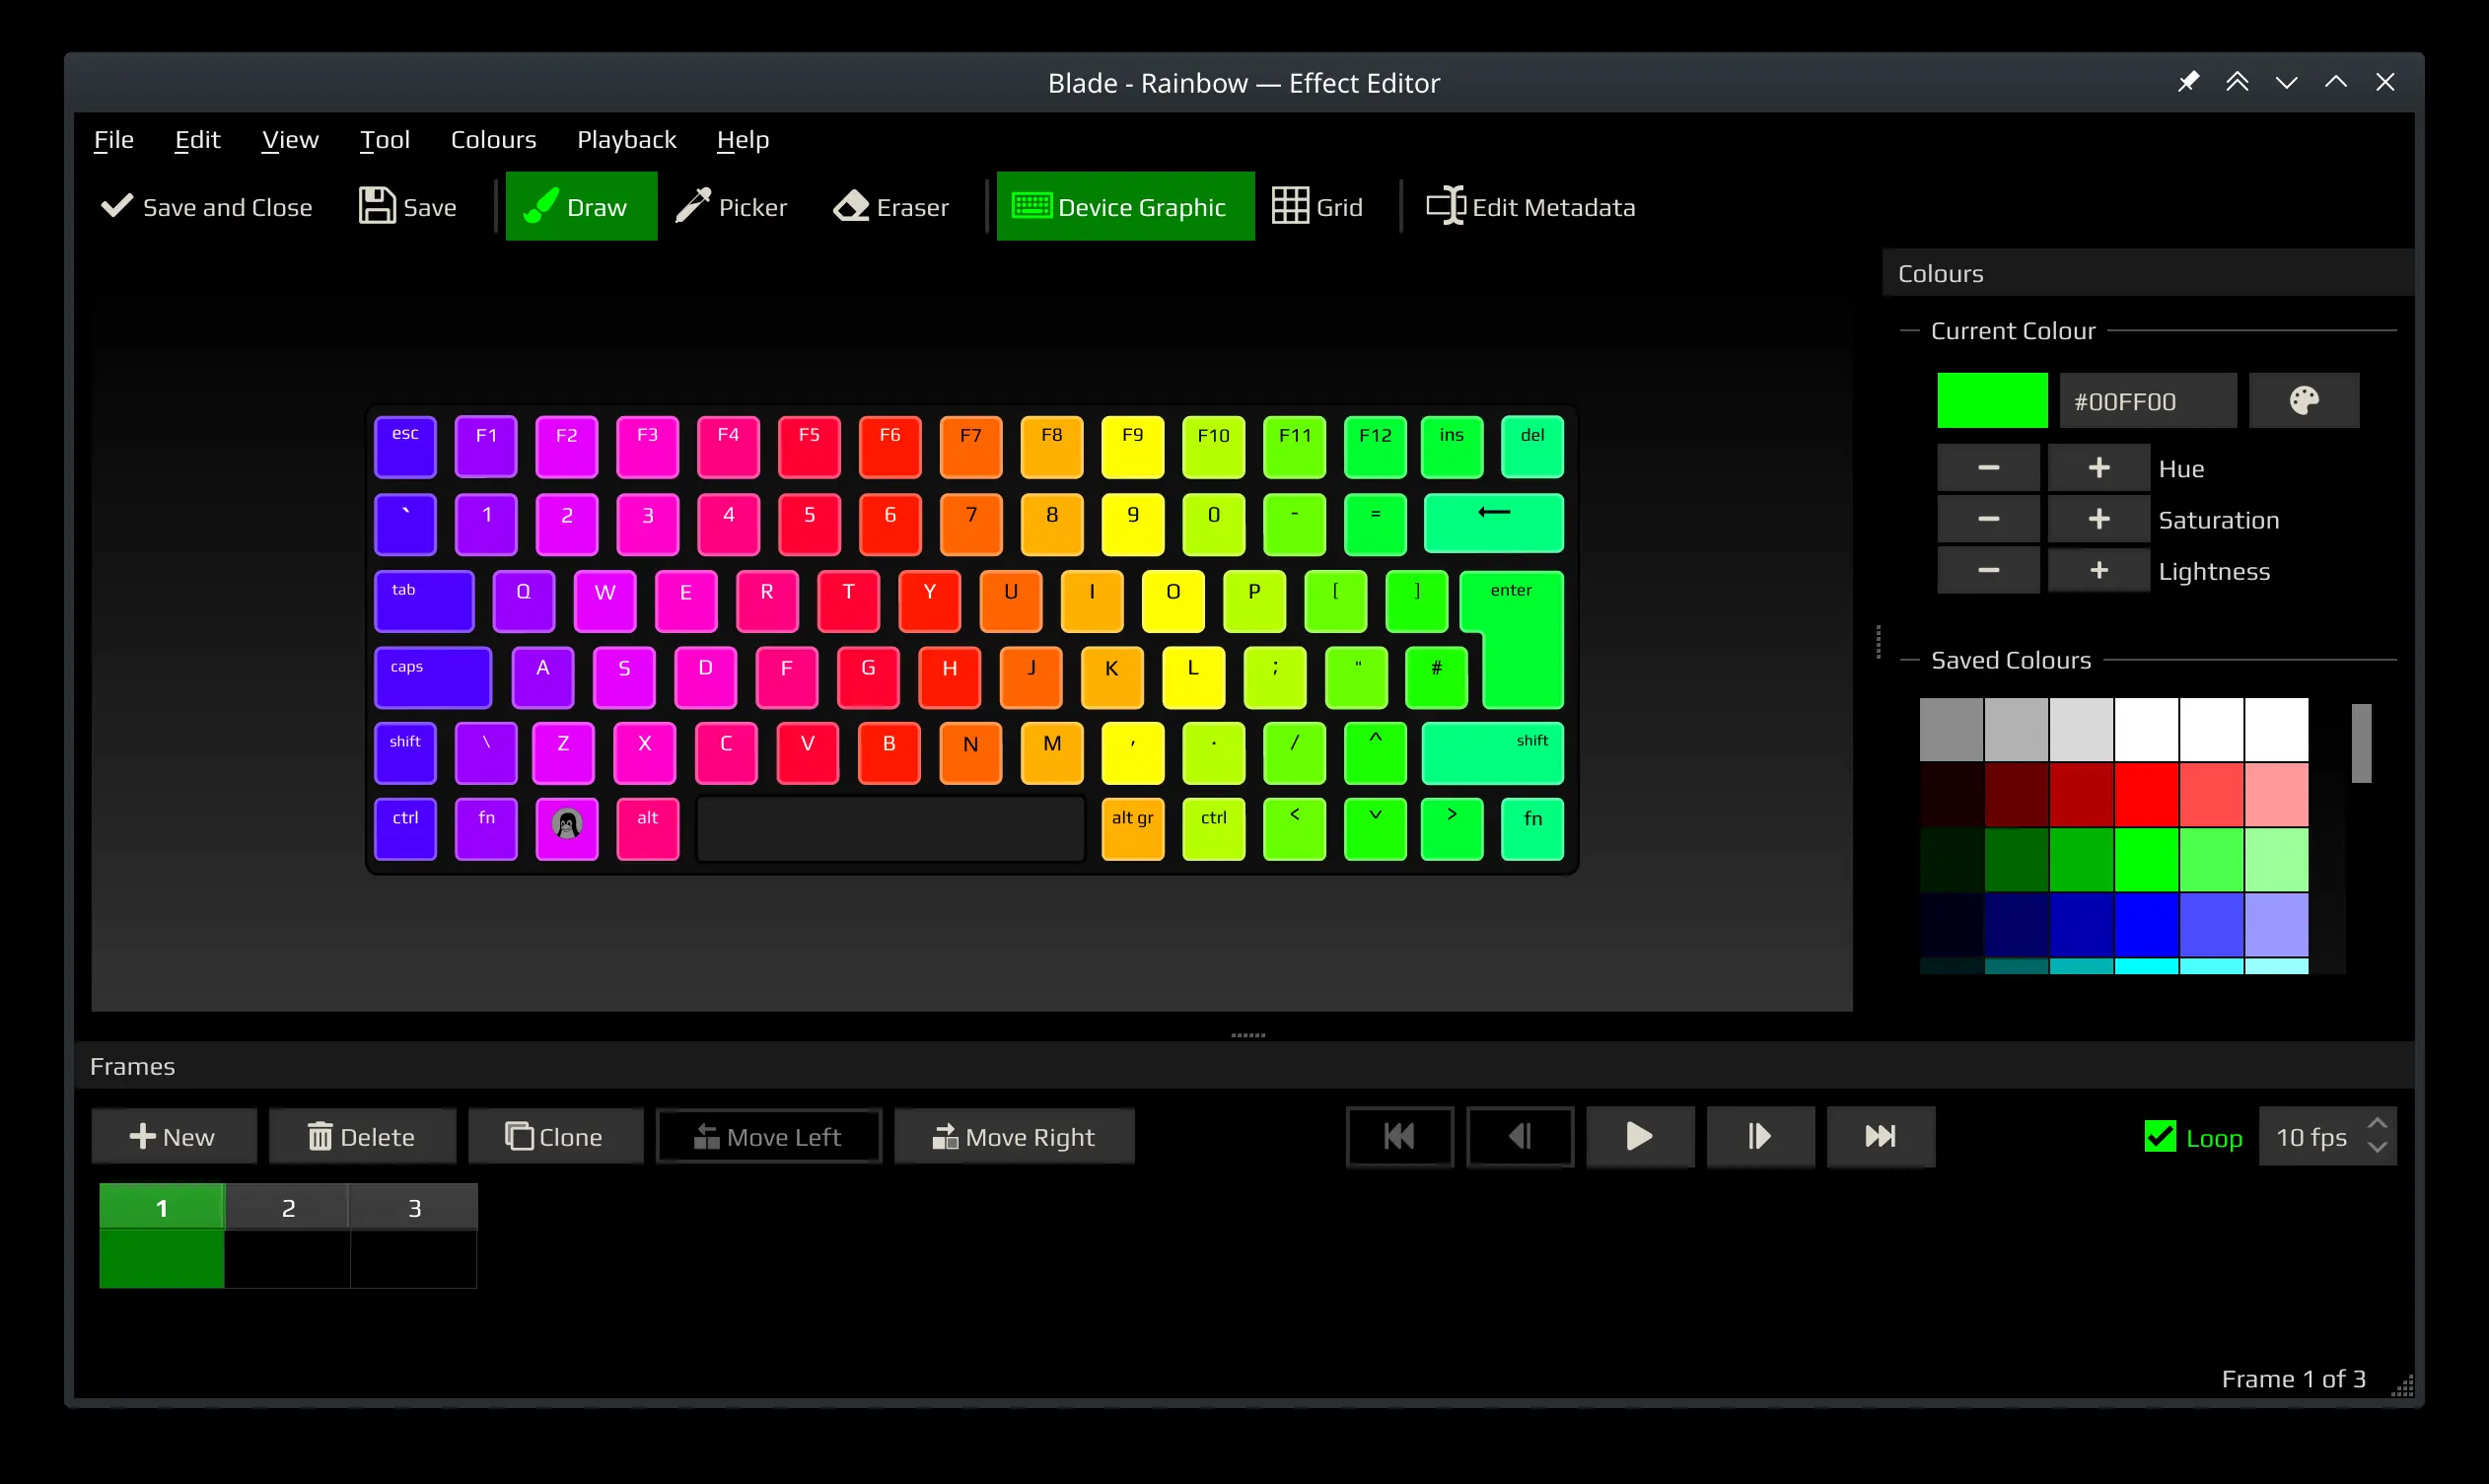 Blade - Rainbow — Effect Editor
File Edit View Tool Colours Playback Help
Save and Close Save Draw Picker Eraser Device Graphic Grid Edit Metadata
Colours
Current Colour
#00FF00
Hue
Saturation
Lightness
Saved Colours
esc F1 F2 F3 F4 F5 F6 F7 F8 F9 F10 F11 F12 ins del
` 1 2 3 4 5 6 7 8 9 0 - = ←
tab Q W E R T Y U I O P [ ] enter
caps A S D F G H J K L ; " #
shift \ Z X C V B N M , . / ^ shift
ctrl fn alt alt gr ctrl < v > fn
Frames
New Delete Clone Move Left Move Right Loop 10 fps
1 2 3
Frame 1 of 3